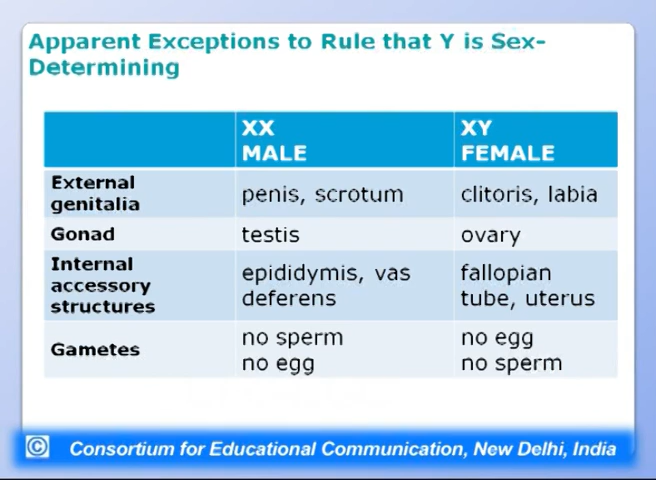 Apparent Exceptions to Rule that Y is Sex-
Determining
XX
MALE
XY
FEMALE
External
genitalia
penis, scrotum
clitoris, labia
Gonad
testis
ovary
Internal
accessory
structures
epididymis, vas
deferens
fallopian
tube, uterus
Gametes
no sperm
no egg
no egg
no sperm
© Consortium for Educational Communication, New Delhi, India